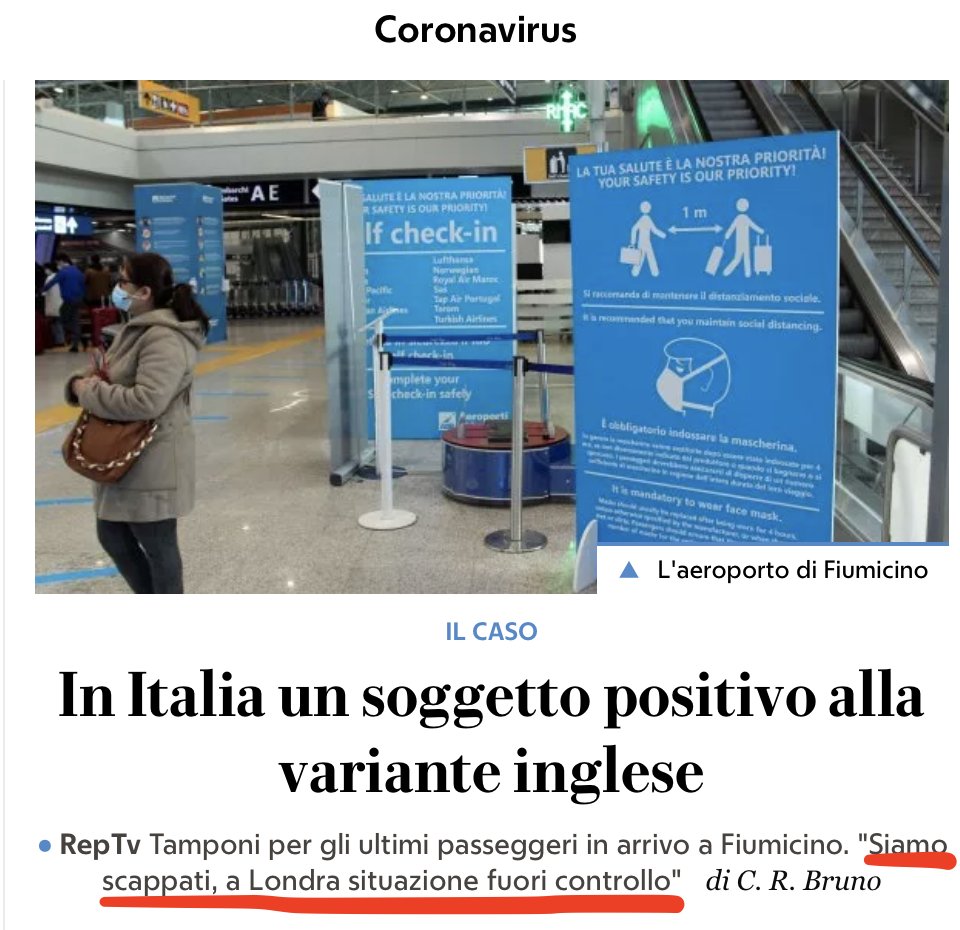 Coronavirus
RMAC
A E
LA TUA SALUTE È LA NOSTRA PRIORITÀ!
YOUR SAFETY IS OUR PRIORITY!
1 m
Si raccomanda di mantenere il distanziamento sociale.
It is recommended that you maintain social distancing.
È obbligatorio indossare la mascherina.
It is mandatory to wear face mask.
SALUTE È LA NOSTRA PRIORITÀ!
R SAFETY IS OUR PRIORITY!
lf check-in
Lufthansa
Norwegian
Royal Air Maroc
Pacific
Sas
Tap Air Portugal
Tarom
Turkish Airlines
lf check-in
mplete your
check-in safely
Aeroporti
L'aeroporto di Fiumicino
IL CASO
In Italia un soggetto positivo alla
variante inglese
RepTv Tamponi per gli ultimi passeggeri in arrivo a Fiumicino. "Siamo
scappati, a Londra situazione fuori controllo" di C. R. Bruno